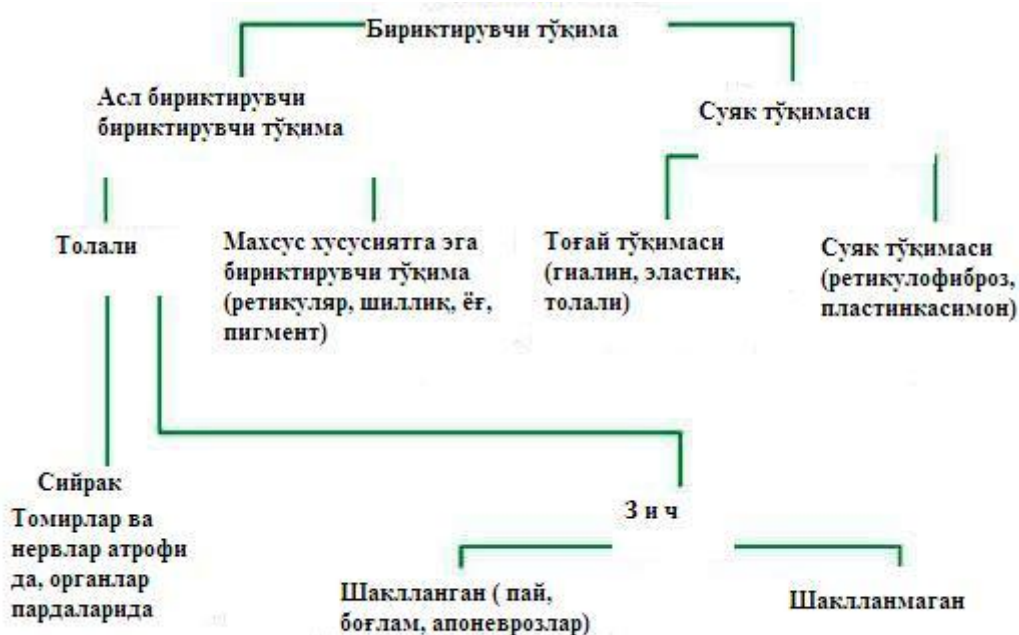 Бириктирувчи тўқима
Асл бириктирувчи
бириктирувчи тўқима
Суяк тўқимаси
Толали
Махсус хусусиятга эга
бириктирувчи тўқима
(ретикуляр, шиллиқ, ёғ,
пигмент)
Тоғай тўқимаси
(гиалин, эластик,
толали)
Суяк тўқимаси
(ретикулофиброз,
пластинкасимон)
Сийрак
Томирлар ва
нервлар атрофи
да, органлар
пардаларида
З и ч
Шаклланган ( пай,
боғлам, апоневрозлар)
Шаклланмаган